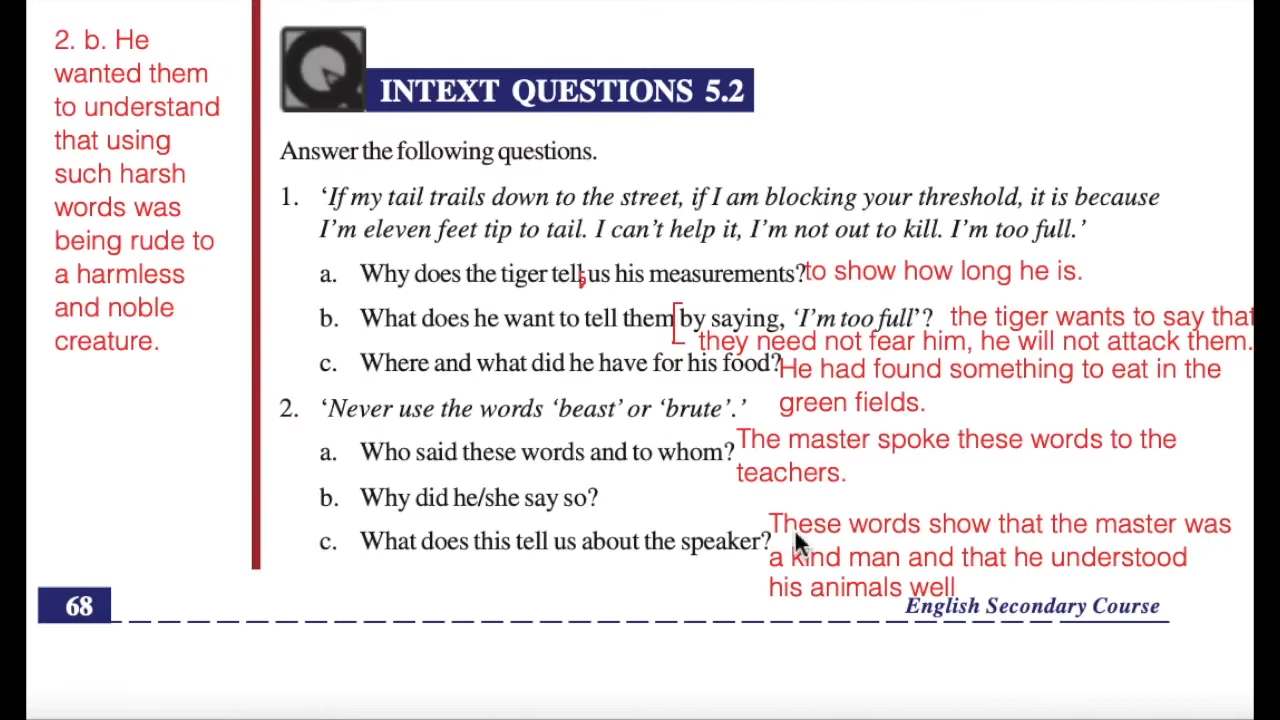 2. b. He
wanted them
to understand
that using
such harsh
words was
being rude to
a harmless
and noble
creature.
INTEXT QUESTIONS 5.2
Answer the following questions.
1. ‘If my tail trails down to the street, if I am blocking your threshold, it is because
I’m eleven feet tip to tail. I can’t help it, I’m not out to kill. I’m too full.’
a. Why does the tiger tell us his measurements? to show how long he is.
b. What does he want to tell them by saying, ‘I’m too full’? the tiger wants to say that
they need not fear him, he will not attack them.
c. Where and what did he have for his food? He had found something to eat in the
green fields.
2. ‘Never use the words ‘beast’ or ‘brute’.’
a. Who said these words and to whom? The master spoke these words to the
teachers.
b. Why did he/she say so?
c. What does this tell us about the speaker? These words show that the master was
a kind man and that he understood
his animals well
68
English Secondary Course